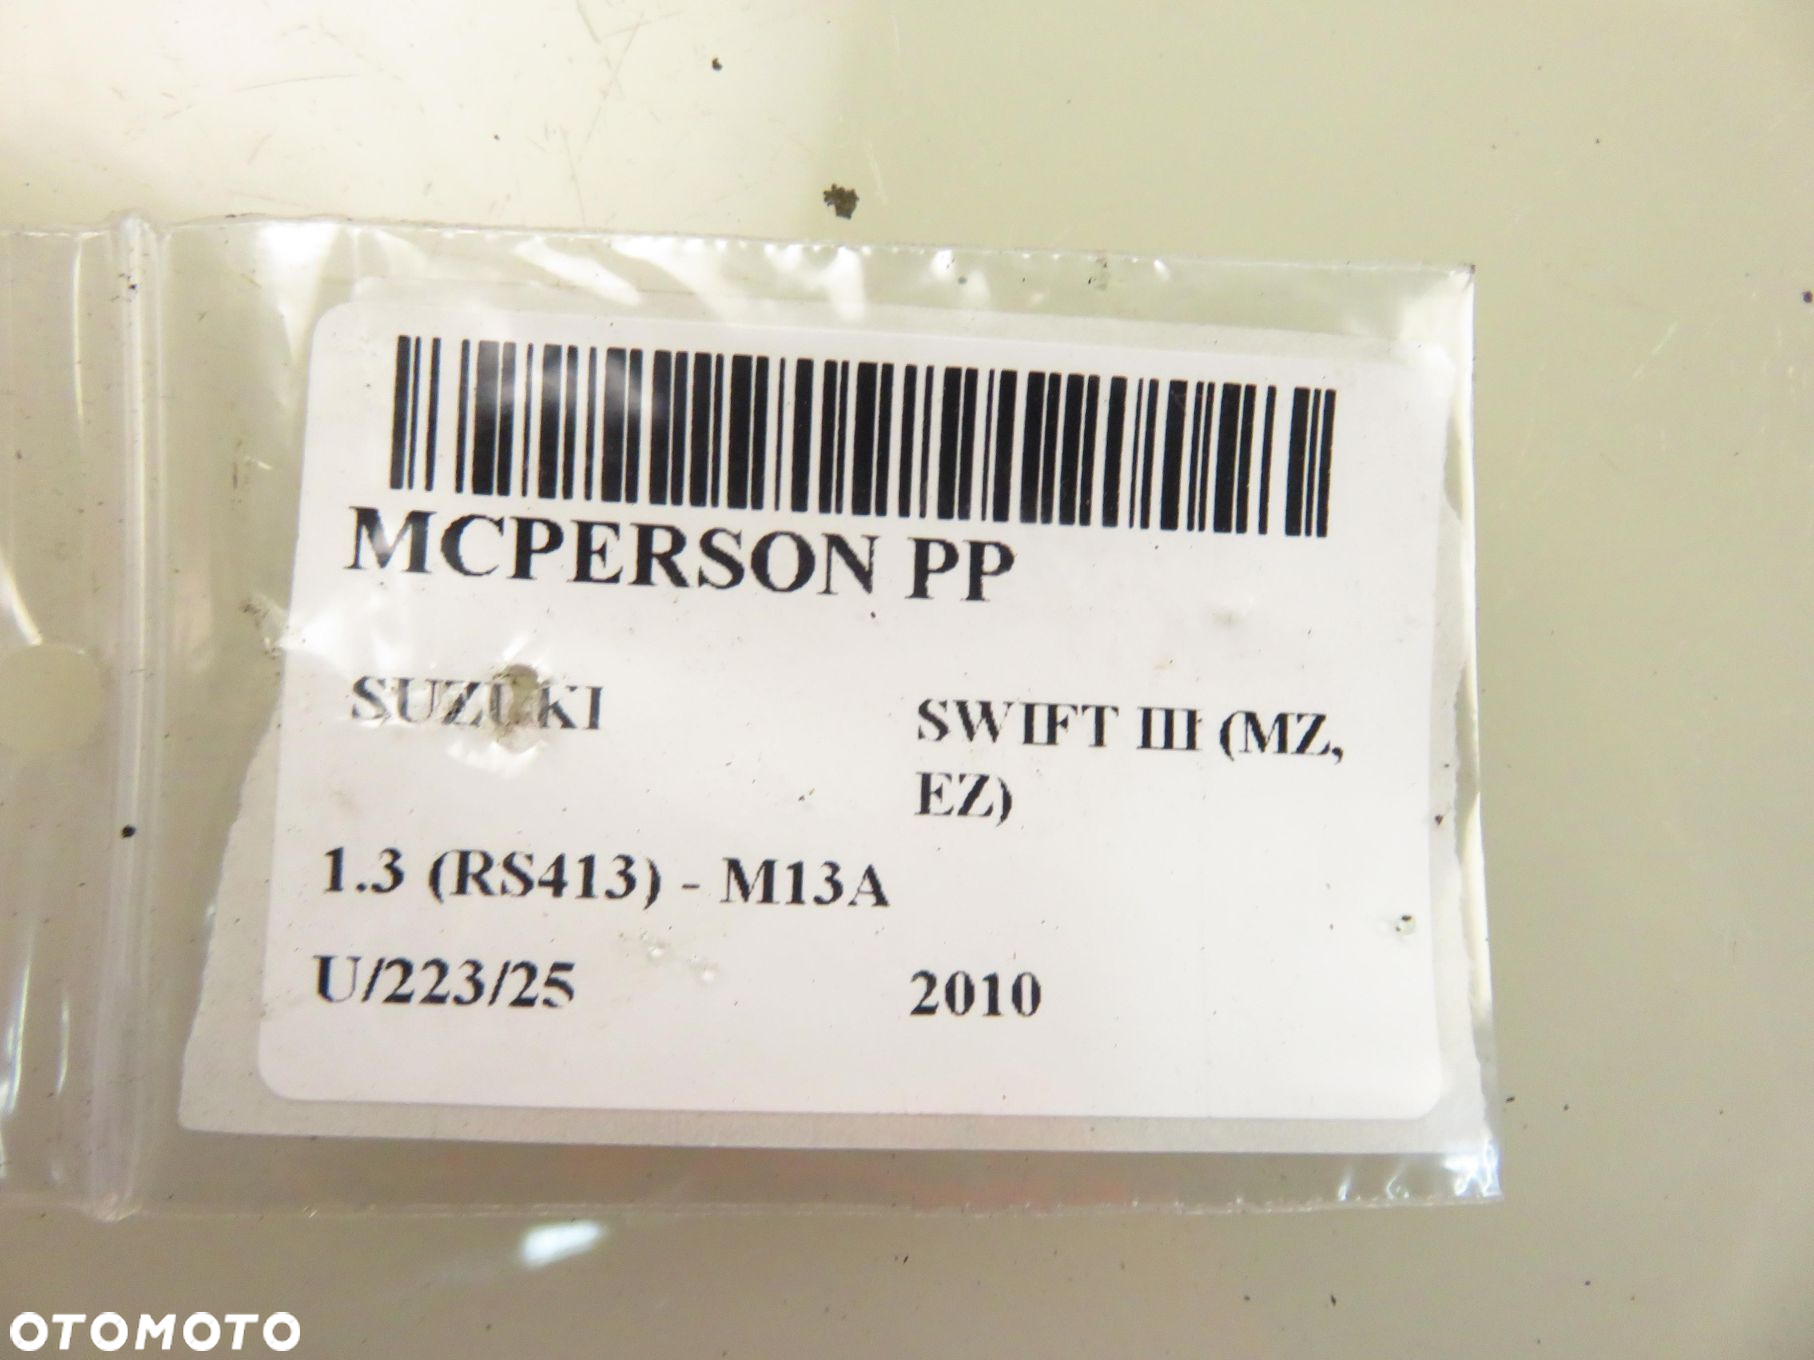 MCPERSON PP
SUZUKI
SWIFT III (MZ,
EZ)
1.3 (RS413) - M13A
U/223/25
2010
OTOMOTO